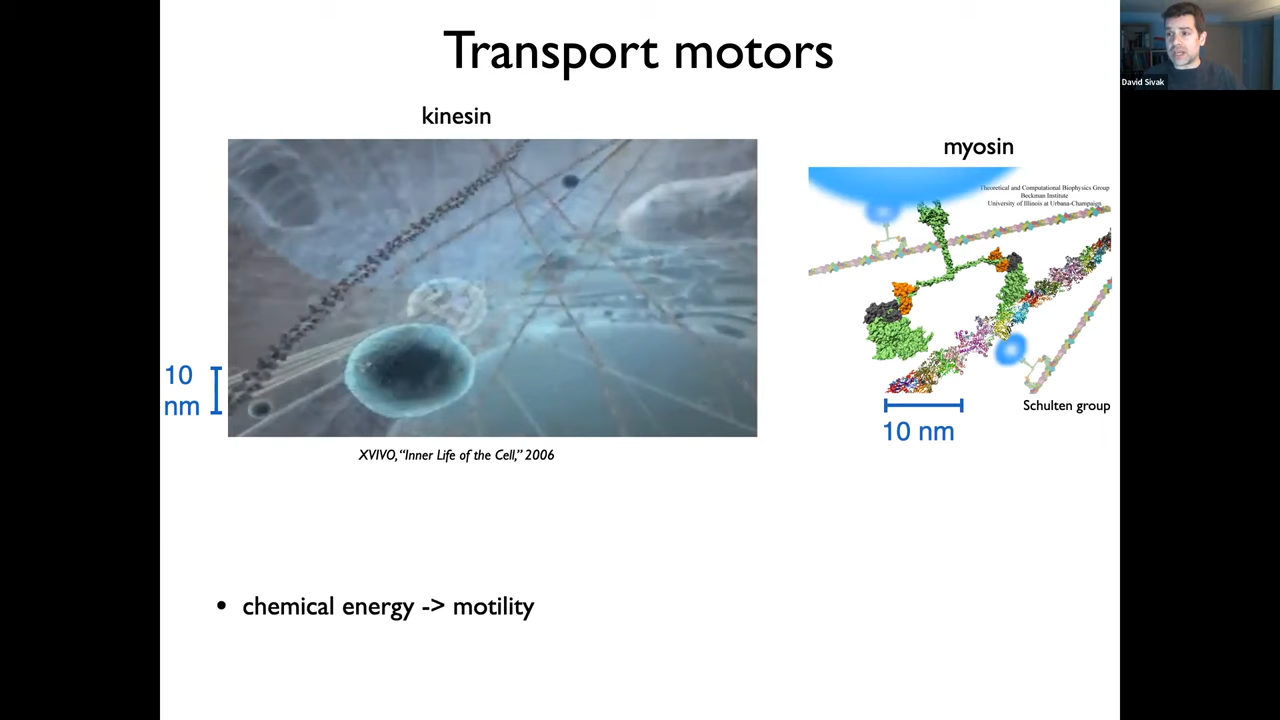 Transport motors
David Sivak
kinesin
myosin
Theoretical and Computational Biophysics Group
Beckman Institute
University of Illinois at Urbana-Champaign
10
nm
10 nm
Schulten group
XVIVO, “Inner Life of the Cell,” 2006
• chemical energy -> motility